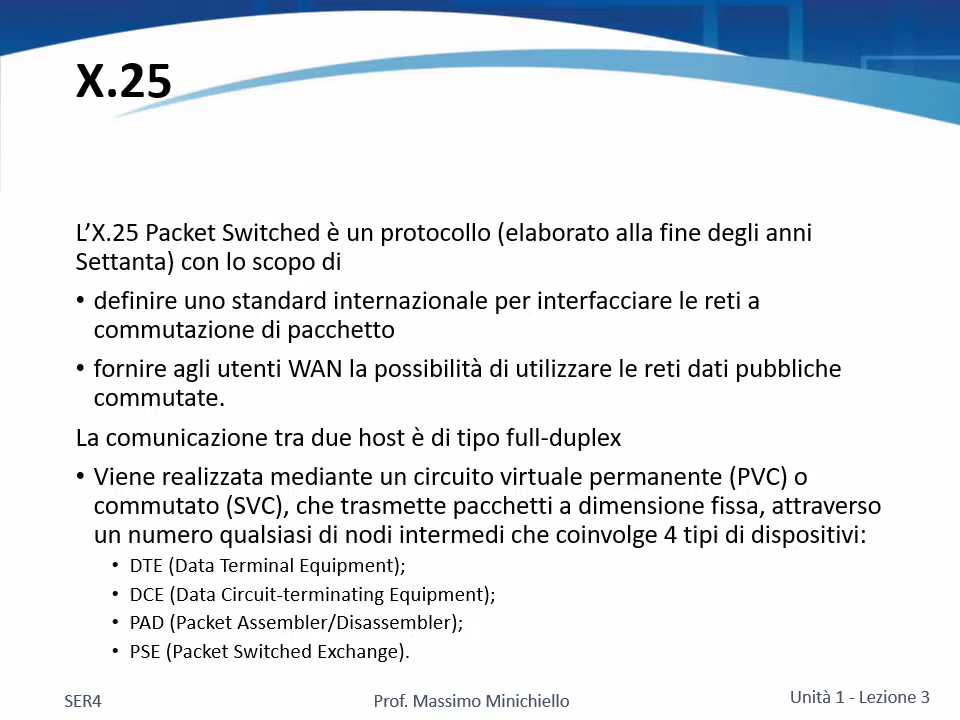 X.25
L’X.25 Packet Switched è un protocollo (elaborato alla fine degli anni
Settanta) con lo scopo di
• definire uno standard internazionale per interfacciare le reti a
commutazione di pacchetto
• fornire agli utenti WAN la possibilità di utilizzare le reti dati pubbliche
commutate.
La comunicazione tra due host è di tipo full-duplex
• Viene realizzata mediante un circuito virtuale permanente (PVC) o
commutato (SVC), che trasmette pacchetti a dimensione fissa, attraverso
un numero qualsiasi di nodi intermedi che coinvolge 4 tipi di dispositivi:
• DTE (Data Terminal Equipment);
• DCE (Data Circuit-terminating Equipment);
• PAD (Packet Assembler/Disassembler);
• PSE (Packet Switched Exchange).
SER4
Prof. Massimo Minichiello
Unità 1 - Lezione 3